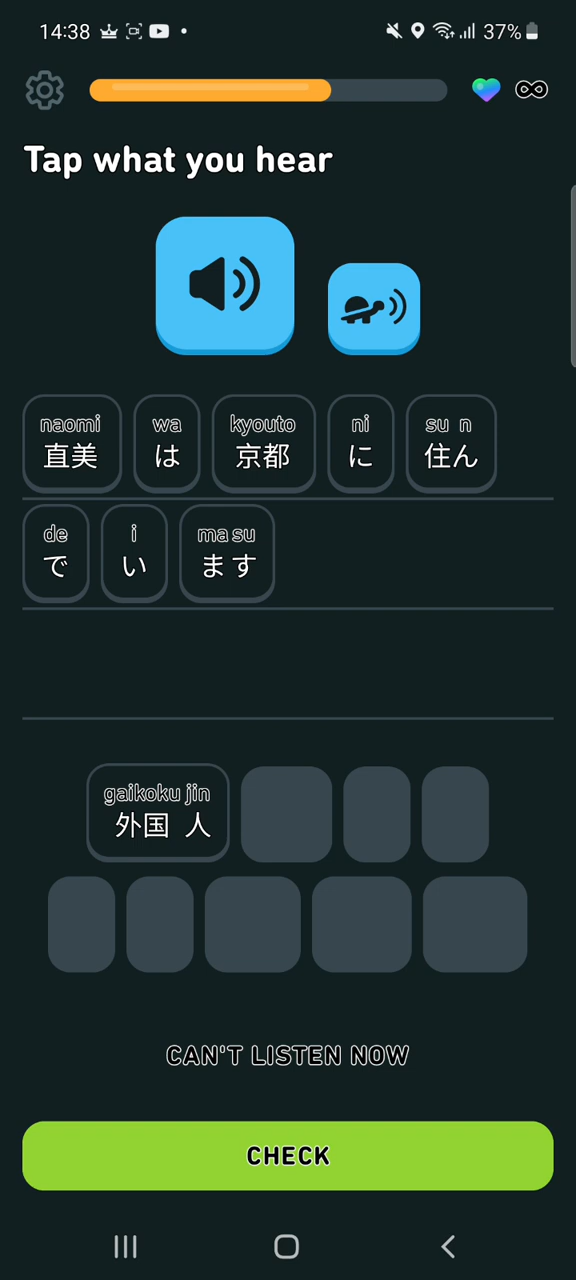 14:38
37%
Tap what you hear
naomi wa kyouto ni su n
直美 は 京都 に 住ん
de i ma su
で い ま す
gaikoku jin
外国 人
CAN'T LISTEN NOW
CHECK